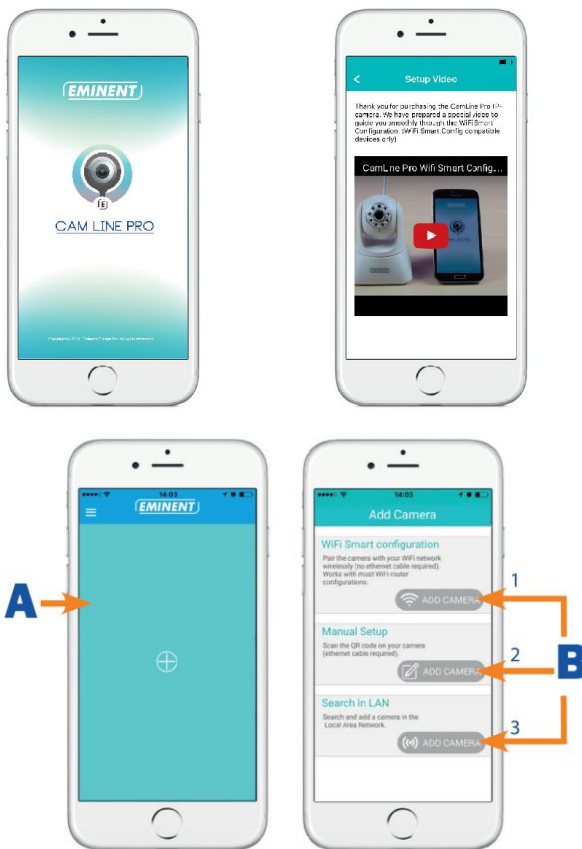 EMINENT
CAM LINE PRO
Setup Video
Thank you for purchasing the CamLine Pro IP-
camera. We have prepared a special video to
guide you smoothly through the WiFi Smart
Configuration. (WiFi Smart Config compatible
devices only)
CamLine Pro Wifi Smart Config...
EMINENT
A
14:03
EMINENT
14:03
Add Camera
WiFi Smart configuration
Pair the camera with your WiFi network
wirelessly (no ethernet cable required).
Works with most WiFi router
configurations.
ADD CAMERA
1
Manual Setup
Scan the QR code on your camera
(ethernet cable required).
ADD CAMERA
2
Search in LAN
Search and add a camera in the
Local Area Network.
ADD CAMERA
3
B